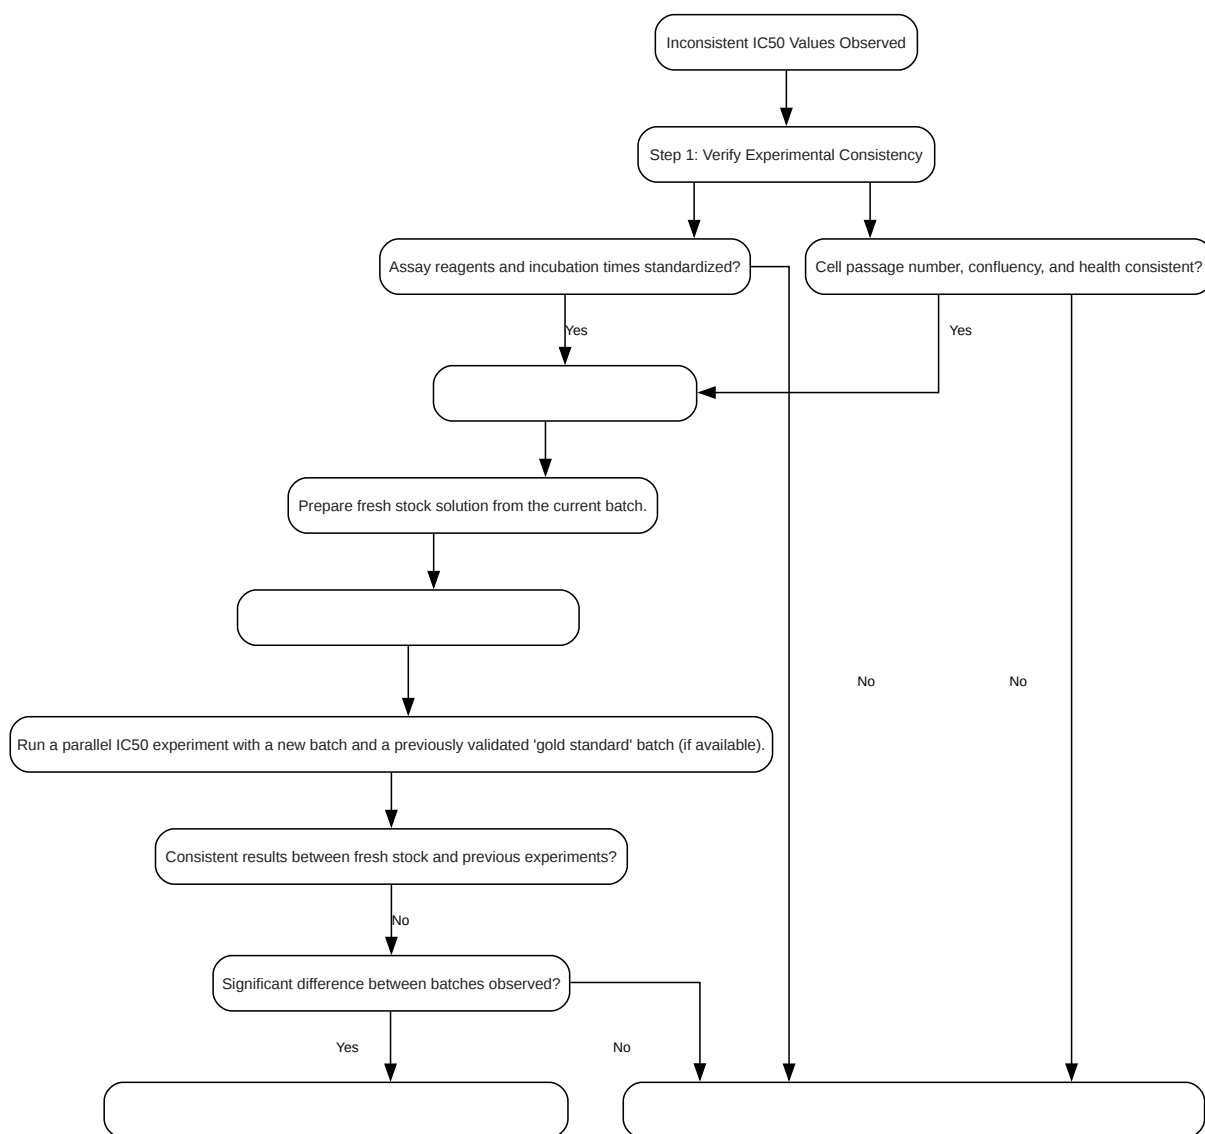 Inconsistent IC50 Values Observed
Step 1: Verify Experimental Consistency
Assay reagents and incubation times standardized?
Cell passage number, confluency, and health consistent?
Yes
Yes
Prepare fresh stock solution from the current batch.
No
No
Run a parallel IC50 experiment with a new batch and a previously validated 'gold standard' batch (if available).
Consistent results between fresh stock and previous experiments?
No
Significant difference between batches observed?
Yes
No